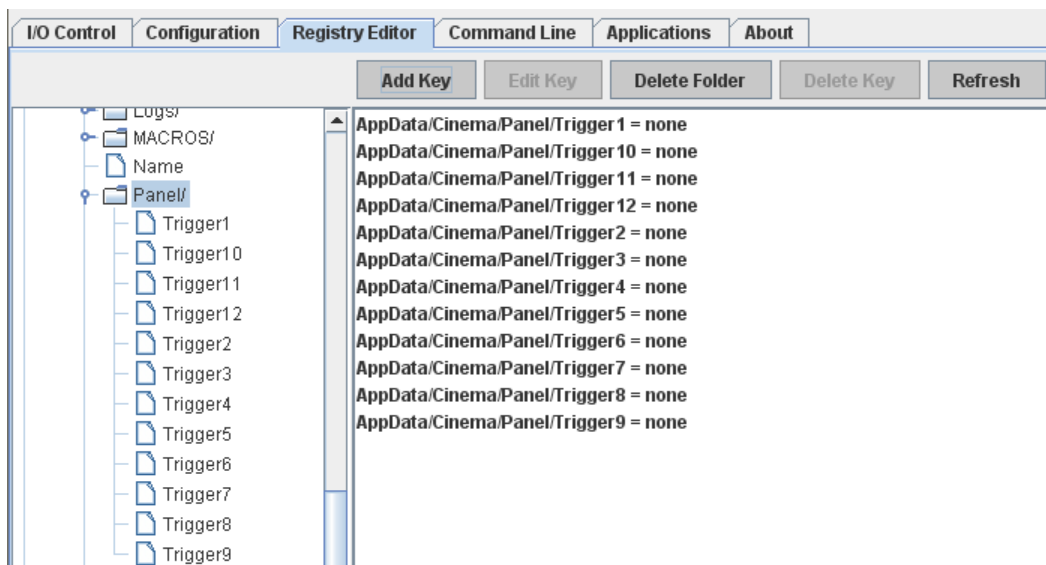 I/O Control Configuration Registry Editor Command Line Applications About
Add Key Edit Key Delete Folder Delete Key Refresh
Logs/
MACROS/
Name
Panel/
Trigger1
Trigger10
Trigger11
Trigger12
Trigger2
Trigger3
Trigger4
Trigger5
Trigger6
Trigger7
Trigger8
Trigger9
AppData/Cinema/Panel/Trigger1 = none
AppData/Cinema/Panel/Trigger10 = none
AppData/Cinema/Panel/Trigger11 = none
AppData/Cinema/Panel/Trigger12 = none
AppData/Cinema/Panel/Trigger2 = none
AppData/Cinema/Panel/Trigger3 = none
AppData/Cinema/Panel/Trigger4 = none
AppData/Cinema/Panel/Trigger5 = none
AppData/Cinema/Panel/Trigger6 = none
AppData/Cinema/Panel/Trigger7 = none
AppData/Cinema/Panel/Trigger8 = none
AppData/Cinema/Panel/Trigger9 = none